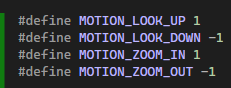 #define MOTION_LOOK_UP 1
#define MOTION_LOOK_DOWN -1
#define MOTION_ZOOM_IN 1
#define MOTION_ZOOM_OUT -1